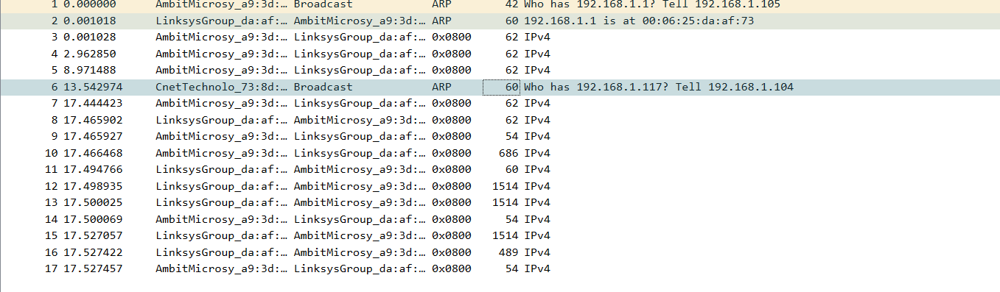 1 0.000000 AmbitMicrosy_a9:3d:… Broadcast ARP 42 Who has 192.168.1.1? Tell 192.168.1.105
2 0.001018 LinksysGroup_da:af:… AmbitMicrosy_a9:3d:… ARP 60 192.168.1.1 is at 00:06:25:da:af:73
3 0.001028 AmbitMicrosy_a9:3d:… LinksysGroup_da:af:… 0x0800 62 IPv4
4 2.962850 AmbitMicrosy_a9:3d:… LinksysGroup_da:af:… 0x0800 62 IPv4
5 8.971488 AmbitMicrosy_a9:3d:… LinksysGroup_da:af:… 0x0800 62 IPv4
6 13.542974 CnetTechnolo_73:8d:… Broadcast ARP 60 Who has 192.168.1.117? Tell 192.168.1.104
7 17.444423 AmbitMicrosy_a9:3d:… LinksysGroup_da:af:… 0x0800 62 IPv4
8 17.465902 LinksysGroup_da:af:… AmbitMicrosy_a9:3d:… 0x0800 62 IPv4
9 17.465927 AmbitMicrosy_a9:3d:… LinksysGroup_da:af:… 0x0800 54 IPv4
10 17.466468 AmbitMicrosy_a9:3d:… LinksysGroup_da:af:… 0x0800 686 IPv4
11 17.494766 LinksysGroup_da:af:… AmbitMicrosy_a9:3d:… 0x0800 60 IPv4
12 17.498935 LinksysGroup_da:af:… AmbitMicrosy_a9:3d:… 0x0800 1514 IPv4
13 17.500025 LinksysGroup_da:af:… AmbitMicrosy_a9:3d:… 0x0800 1514 IPv4
14 17.500069 AmbitMicrosy_a9:3d:… LinksysGroup_da:af:… 0x0800 54 IPv4
15 17.527057 LinksysGroup_da:af:… AmbitMicrosy_a9:3d:… 0x0800 1514 IPv4
16 17.527422 LinksysGroup_da:af:… AmbitMicrosy_a9:3d:… 0x0800 489 IPv4
17 17.527457 AmbitMicrosy_a9:3d:… LinksysGroup_da:af:… 0x0800 54 IPv4